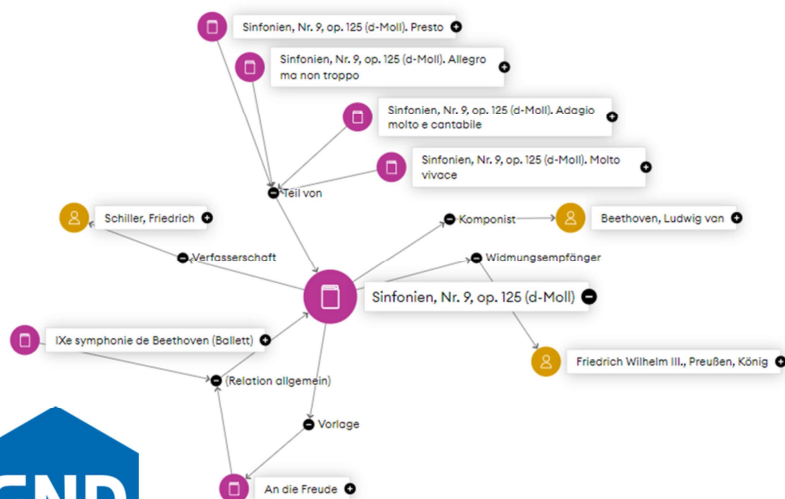 Sinfonien, Nr. 9, op. 125 (d-Moll). Presto
Sinfonien, Nr. 9, op. 125 (d-Moll). Allegro
ma non troppo
Sinfonien, Nr. 9, op. 125 (d-Moll). Adagio
molto e cantabile
Sinfonien, Nr. 9, op. 125 (d-Moll). Molto
vivace
Teil von
Schiller, Friedrich
Komponist
Beethoven, Ludwig van
Verfasserschaft
Widmungsempfänger
Sinfonien, Nr. 9, op. 125 (d-Moll)
IXe symphonie de Beethoven (Ballett)
Friedrich Wilhelm III., Preußen, König
(Relation allgemein)
Vorlage
An die Freude
GND